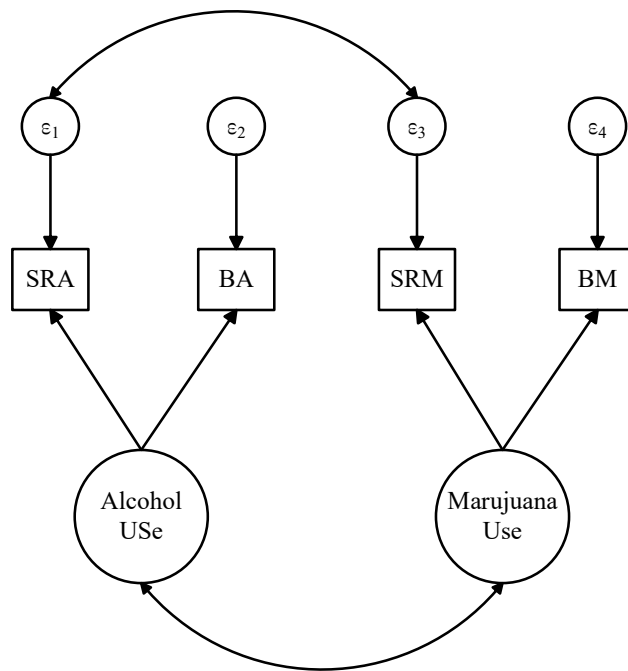 ε1
ε2
ε3
ε4
SRA
BA
SRM
BM
Alcohol
USe
Marujuana
Use